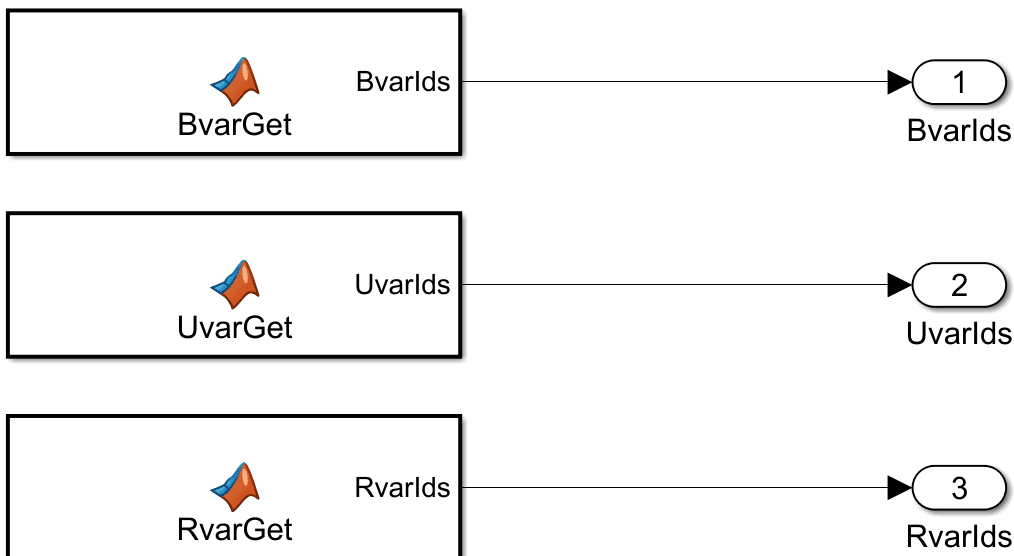 BvarIds
BvarGet
1
BvarIds
UvarIds
UvarGet
2
UvarIds
RvarIds
RvarGet
3
RvarIds